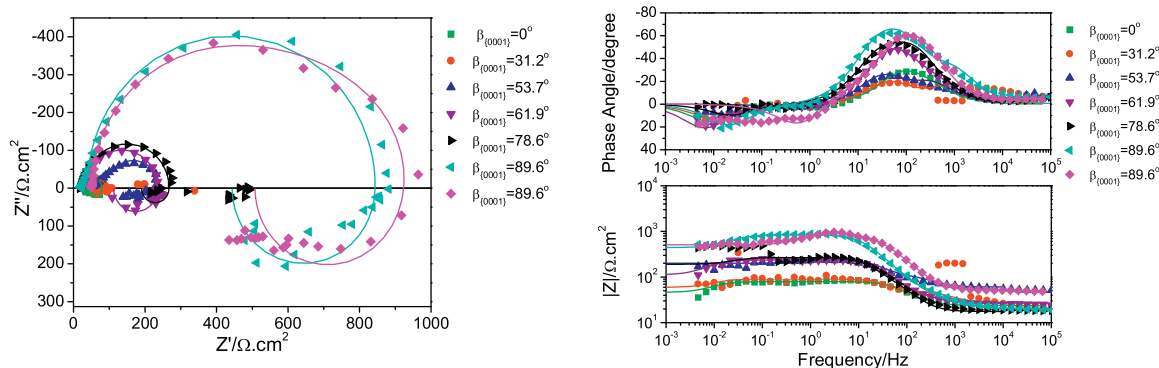 -400
-300
-200
-100
0
100
200
300
Z''/Ω.cm²
0 200 400 600 800 1000
Z'/Ω.cm²
β{0001}=0°
β{0001}=31.2°
β{0001}=53.7°
β{0001}=61.9°
β{0001}=78.6°
β{0001}=89.6°
β{0001}=89.6°
-80
-60
-40
-20
0
20
40
Phase Angle/degree
10⁻³ 10⁻² 10⁻¹ 10⁰ 10¹ 10² 10³ 10⁴ 10⁵
β{0001}=0°
β{0001}=31.2°
β{0001}=53.7°
β{0001}=61.9°
β{0001}=78.6°
β{0001}=89.6°
β{0001}=89.6°
10⁴
10³
10²
10¹
|Z|/Ω.cm²
10⁻³ 10⁻² 10⁻¹ 10⁰ 10¹ 10² 10³ 10⁴ 10⁵
Frequency/Hz